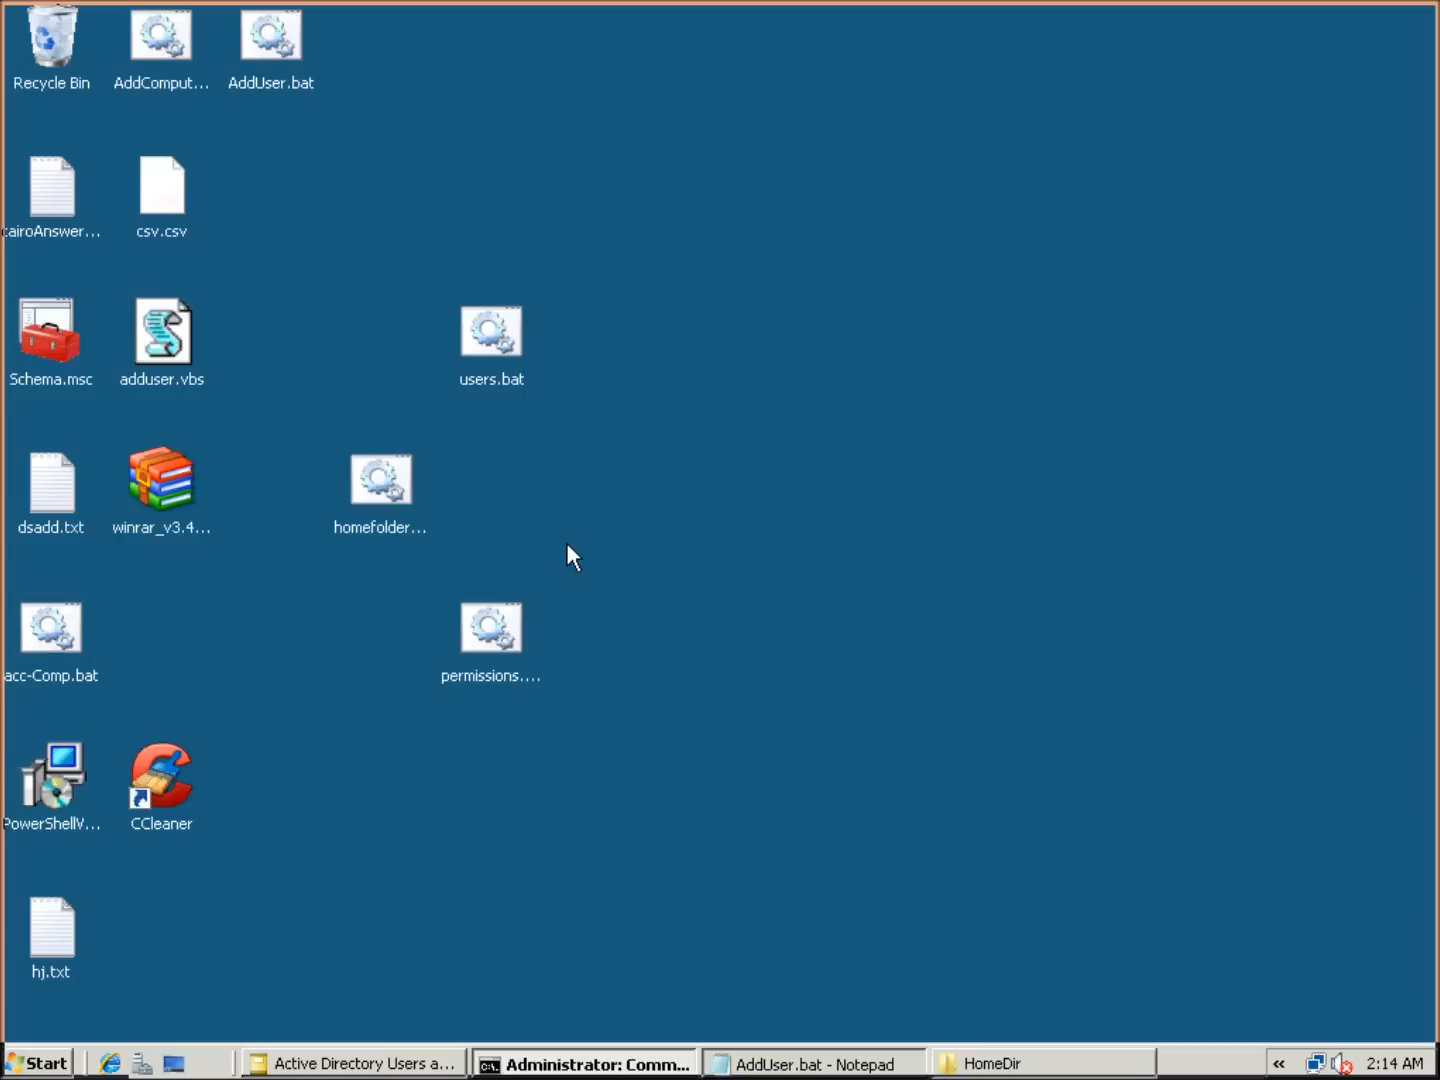 Recycle Bin
AddComput...
AddUser.bat
cairoAnswer...
csv.csv
Schema.msc
adduser.vbs
users.bat
dsadd.txt
winrar_v3.4...
homefolder...
acc-Comp.bat
permissions....
PowerShellV...
CCleaner
hj.txt
Start
Active Directory Users a...
Administrator: Comm...
AddUser.bat - Notepad
HomeDir
«
2:14 AM